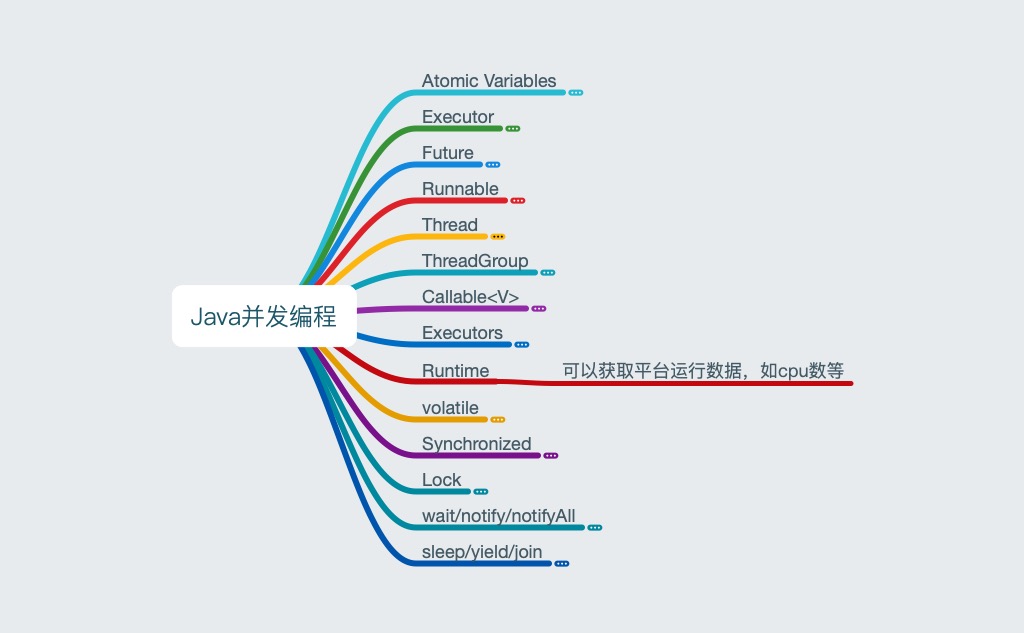 Atomic Variables
Executor
Future
Runnable
Thread
ThreadGroup
Callable<V>
Java并发编程
Executors
Runtime 可以获取平台运行数据，如cpu数等
volatile
Synchronized
Lock
wait/notify/notifyAll
sleep/yield/join